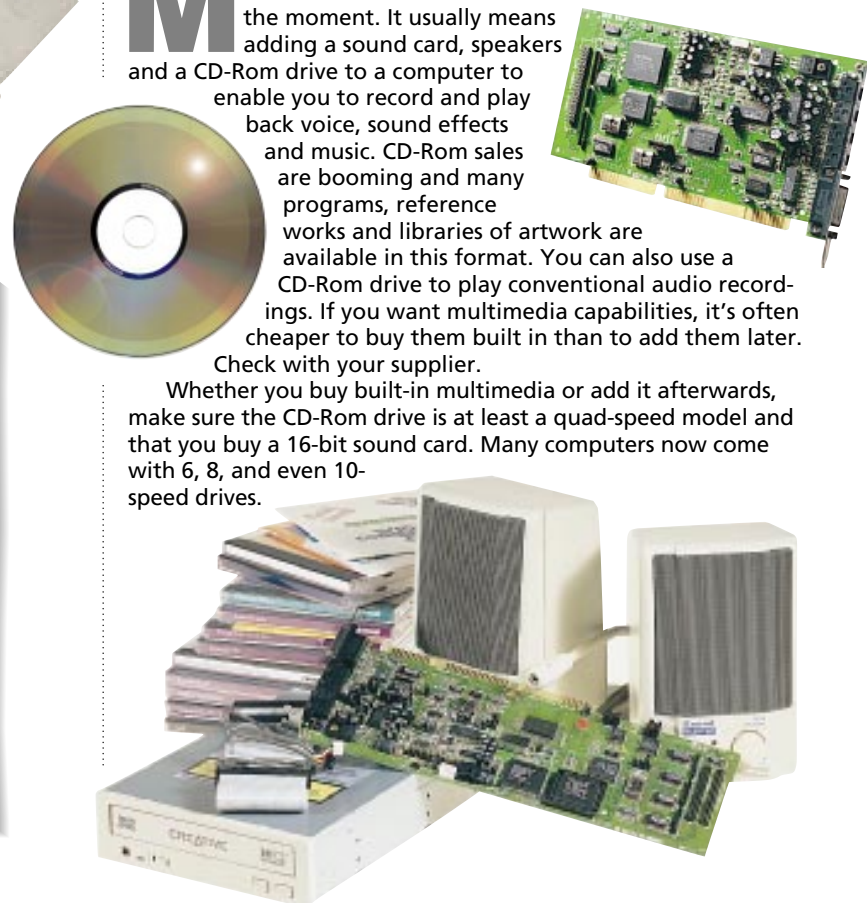 M
the moment. It usually means
adding a sound card, speakers
and a CD-Rom drive to a computer to
enable you to record and play
back voice, sound effects
and music. CD-Rom sales
are booming and many
programs, reference
works and libraries of artwork are
available in this format. You can also use a
CD-Rom drive to play conventional audio record-
ings. If you want multimedia capabilities, it's often
cheaper to buy them built in than to add them later.
Check with your supplier.
Whether you buy built-in multimedia or add it afterwards,
make sure the CD-Rom drive is at least a quad-speed model and
that you buy a 16-bit sound card. Many computers now come
with 6, 8, and even 10-
speed drives.
CREATIVE